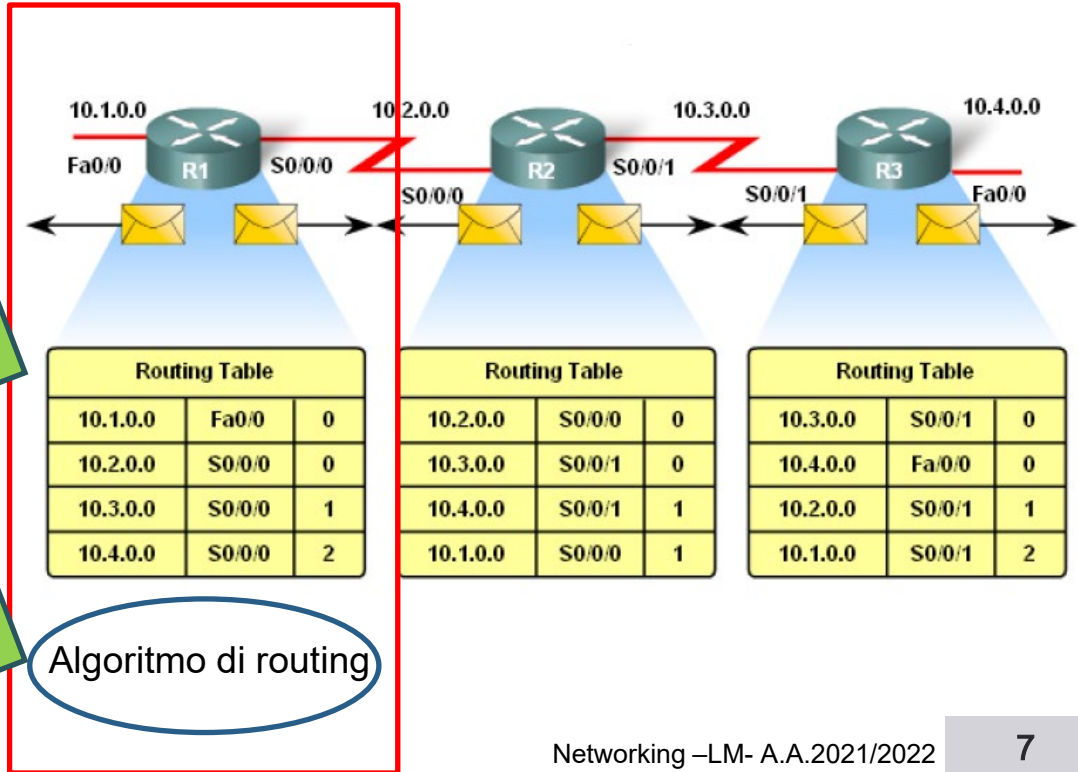 10.1.0.0 10.2.0.0 10.3.0.0 10.4.0.0
Fa0/0 R1 S0/0/0 R2 S0/0/1 R3
S0/0/0 S0/0/1 Fa0/0
Routing Table
10.1.0.0 Fa0/0 0
10.2.0.0 S0/0/0 0
10.3.0.0 S0/0/0 1
10.4.0.0 S0/0/0 2
Routing Table
10.2.0.0 S0/0/0 0
10.3.0.0 S0/0/1 0
10.4.0.0 S0/0/1 1
10.1.0.0 S0/0/0 1
Routing Table
10.3.0.0 S0/0/1 0
10.4.0.0 Fa/0/0 0
10.2.0.0 S0/0/1 1
10.1.0.0 S0/0/1 2
Algoritmo di routing
Networking –LM- A.A.2021/2022 7